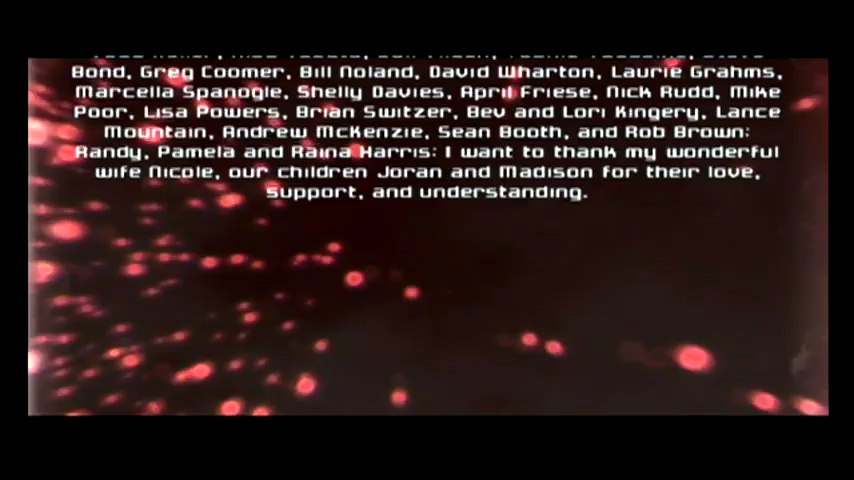 Bond, Greg Coomer, Bill Noland, David Wharton, Laurie Grahms,
Marcella Spanogle, Shelly Davies, April Friese, Nick Rudd, Mike
Poor, Lisa Powers, Brian Switzer, Bev and Lori Kingery, Lance
Mountain, Andrew McKenzie, Sean Booth, and Rob Brown;
Randy, Pamela and Raina Harris; I want to thank my wonderful
wife Nicole, our children Joran and Madison for their love,
support, and understanding.